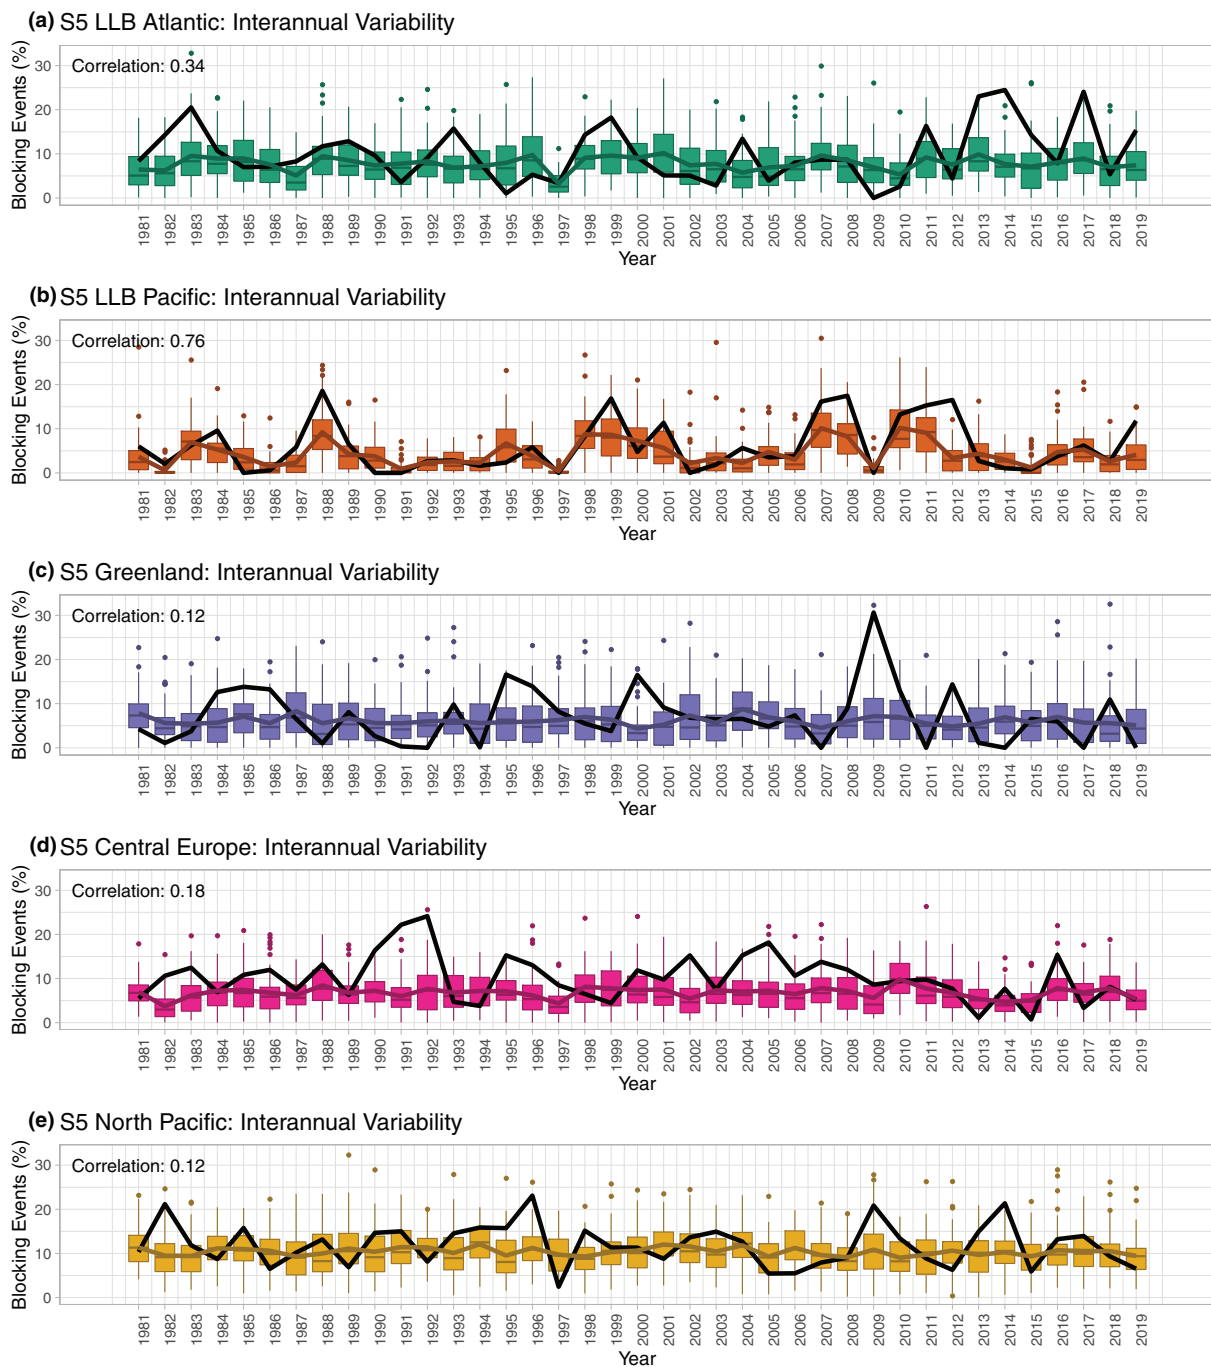 (a) S5 LLB Atlantic: Interannual Variability
Blocking Events (%)
Correlation: 0.34
30
20
10
0
1981 1982 1983 1984 1985 1986 1987 1988 1989 1990 1991 1992 1993 1994 1995 1996 1997 1998 1999 2000 2001 2002 2003 2004 2005 2006 2007 2008 2009 2010 2011 2012 2013 2014 2015 2016 2017 2018 2019
Year
(b) S5 LLB Pacific: Interannual Variability
Blocking Events (%)
Correlation: 0.76
30
20
10
0
1981 1982 1983 1984 1985 1986 1987 1988 1989 1990 1991 1992 1993 1994 1995 1996 1997 1998 1999 2000 2001 2002 2003 2004 2005 2006 2007 2008 2009 2010 2011 2012 2013 2014 2015 2016 2017 2018 2019
Year
(c) S5 Greenland: Interannual Variability
Blocking Events (%)
Correlation: 0.12
30
20
10
0
1981 1982 1983 1984 1985 1986 1987 1988 1989 1990 1991 1992 1993 1994 1995 1996 1997 1998 1999 2000 2001 2002 2003 2004 2005 2006 2007 2008 2009 2010 2011 2012 2013 2014 2015 2016 2017 2018 2019
Year
(d) S5 Central Europe: Interannual Variability
Blocking Events (%)
Correlation: 0.18
30
20
10
0
1981 1982 1983 1984 1985 1986 1987 1988 1989 1990 1991 1992 1993 1994 1995 1996 1997 1998 1999 2000 2001 2002 2003 2004 2005 2006 2007 2008 2009 2010 2011 2012 2013 2014 2015 2016 2017 2018 2019
Year
(e) S5 North Pacific: Interannual Variability
Blocking Events (%)
Correlation: 0.12
30
20
10
0
1981 1982 1983 1984 1985 1986 1987 1988 1989 1990 1991 1992 1993 1994 1995 1996 1997 1998 1999 2000 2001 2002 2003 2004 2005 2006 2007 2008 2009 2010 2011 2012 2013 2014 2015 2016 2017 2018 2019
Year